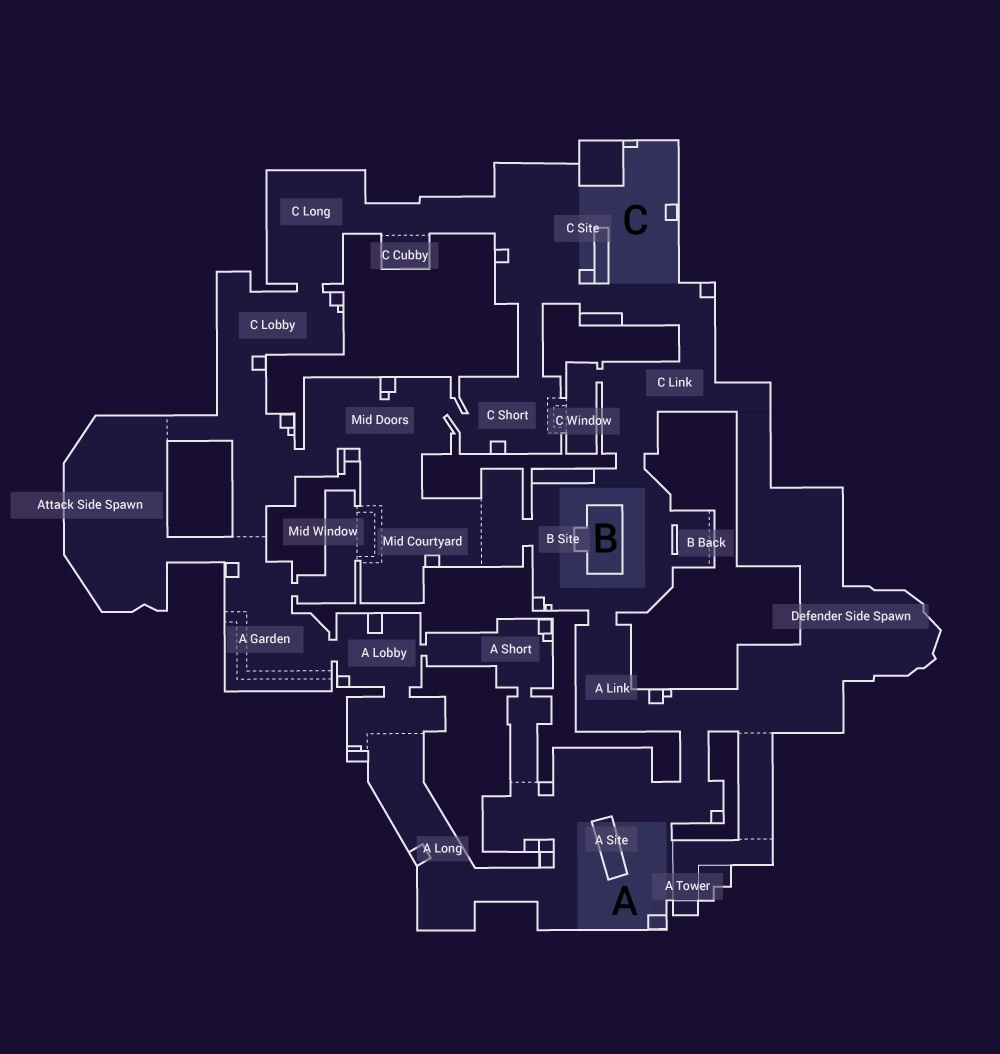 C Long
C Site
C
C Cubby
C Lobby
C Link
Mid Doors
C Short
C Window
Attack Side Spawn
Mid Window
Mid Courtyard
B Site
B
B Back
Defender Side Spawn
A Garden
A Lobby
A Short
A Link
A Long
A Site
A Tower
A